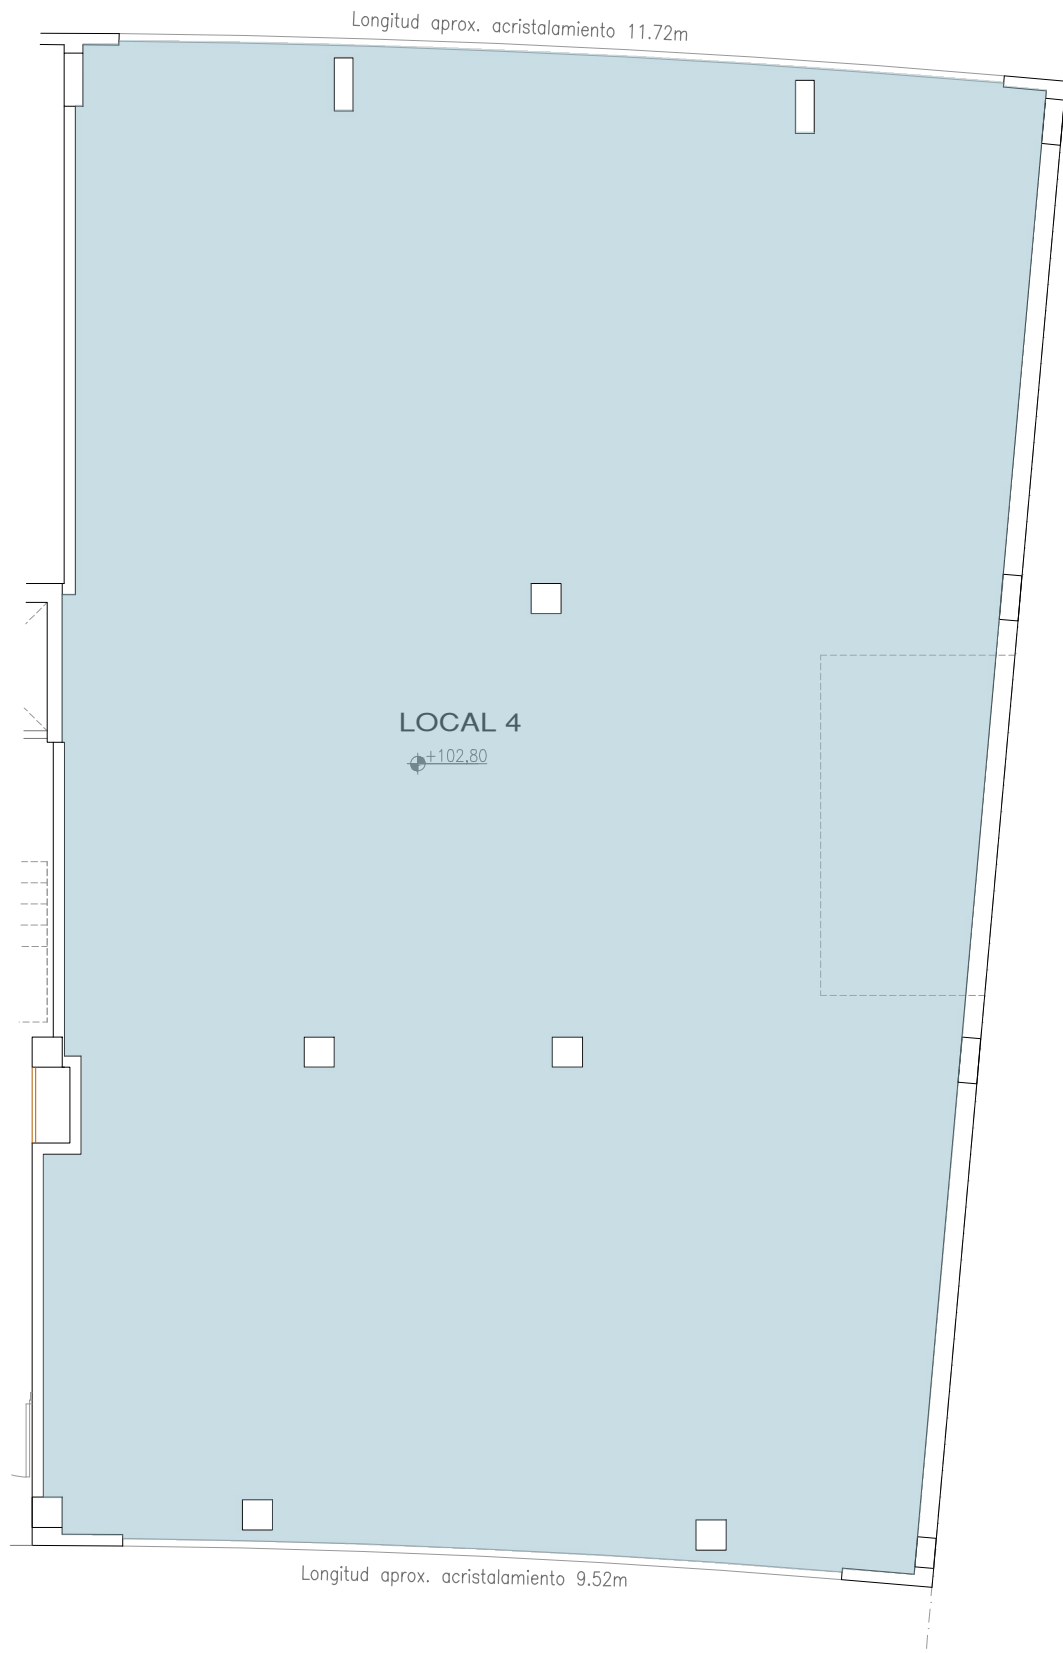 Longitud aprox. acristalamiento 11.72m
LOCAL 4
+102,80
Longitud aprox. acristalamiento 9.52m